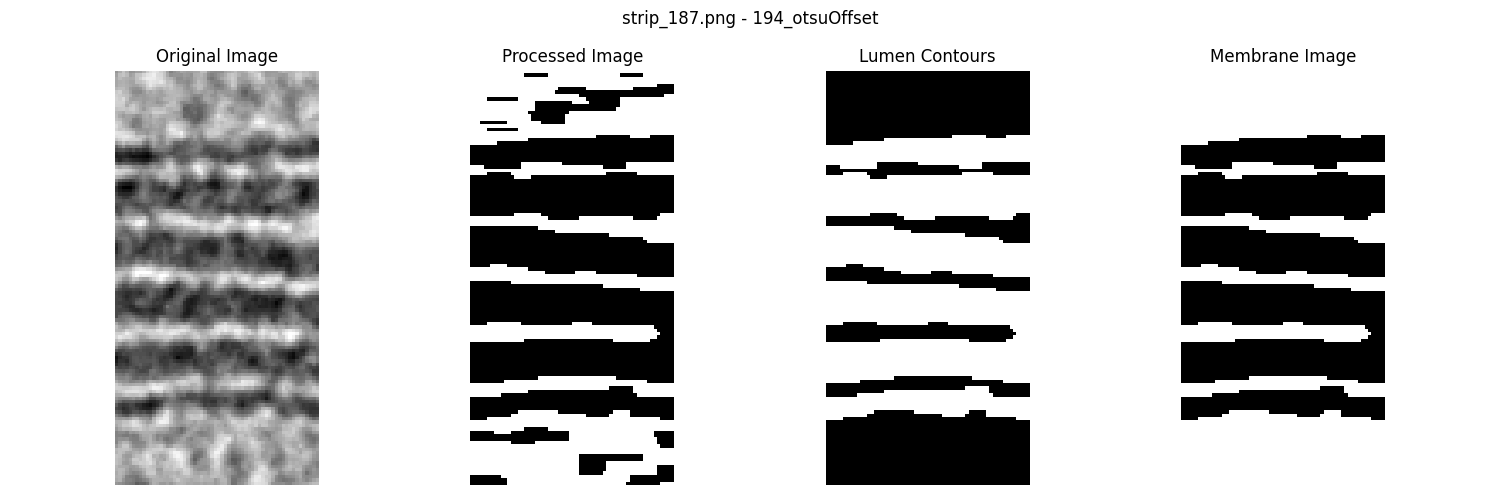 strip_187.png - 194_otsuOffset
Original Image
Processed Image
Lumen Contours
Membrane Image